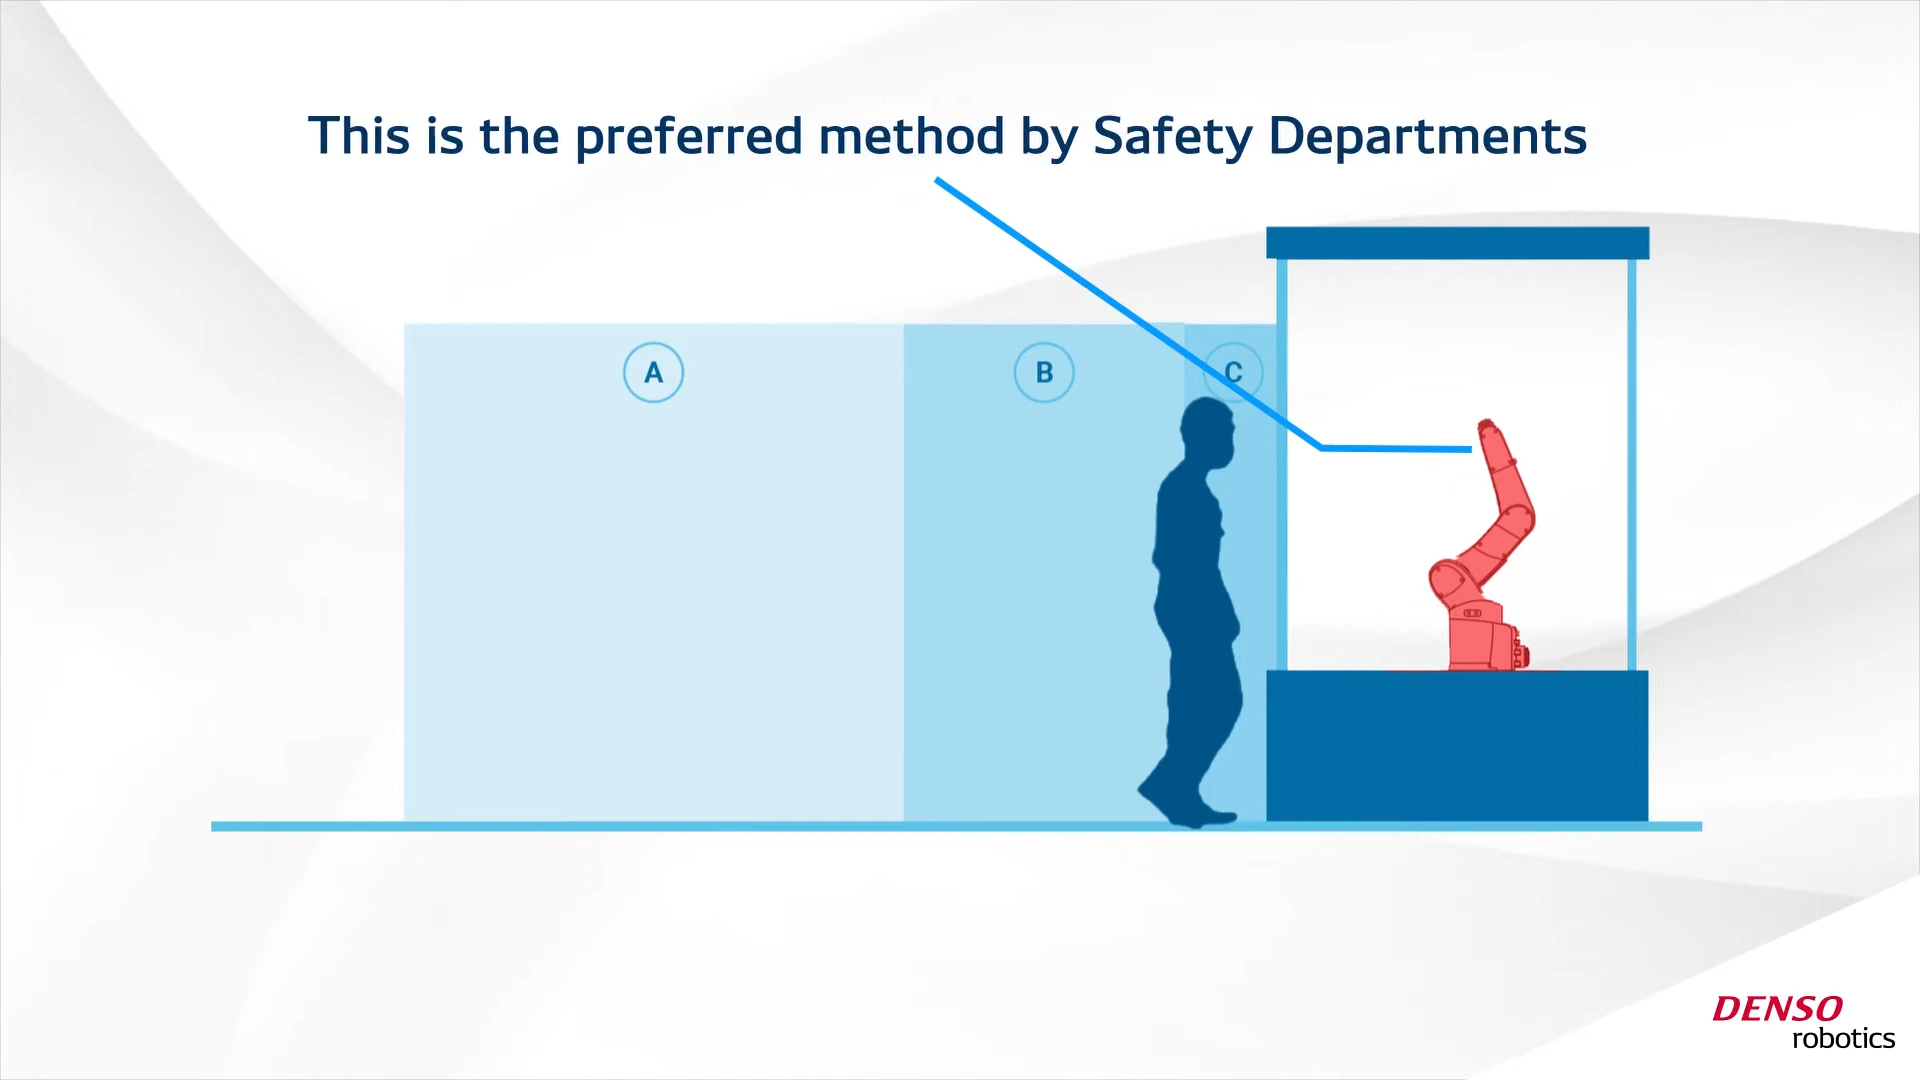 This is the preferred method by Safety Departments
A
B
C
DENSO
robotics